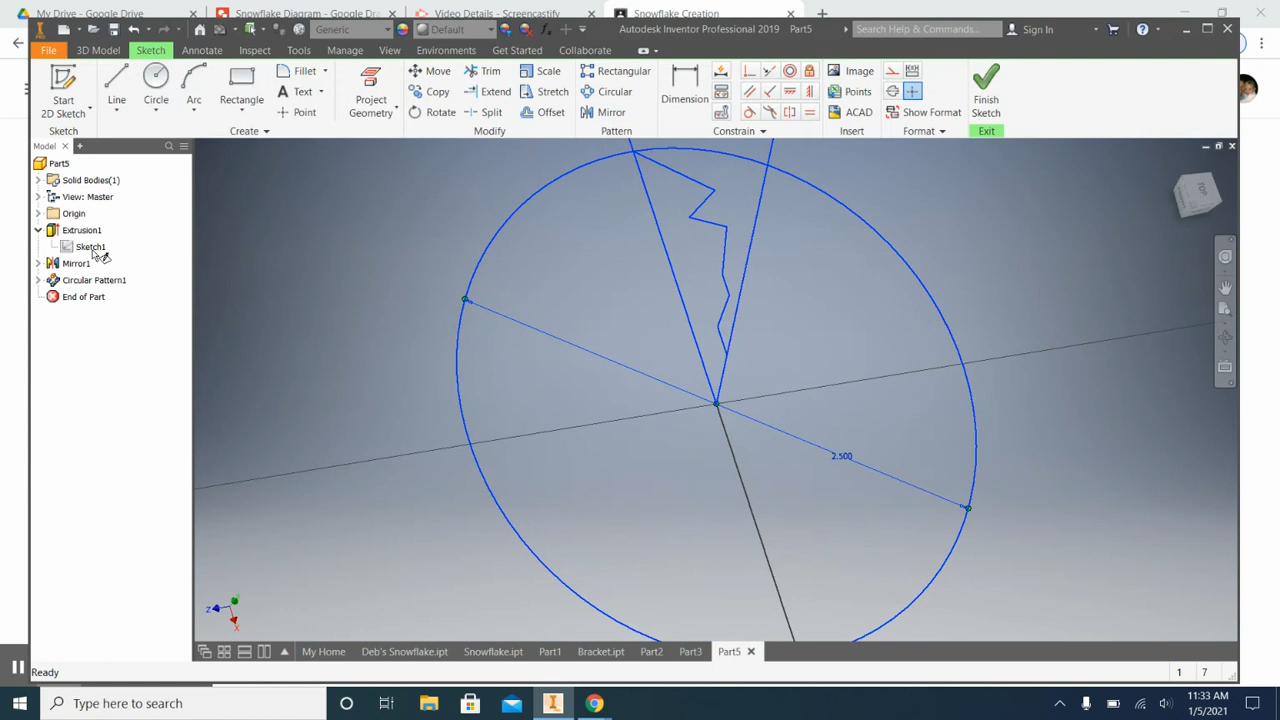 My Drive - Google Drive
Snowflake Diagram - Google Dra
Video Details - Screencastify
Snowflake Creation
Generic
Default
Autodesk Inventor Professional 2019 Part5
Search Help & Commands...
Sign In
File
3D Model
Sketch
Annotate
Inspect
Tools
Manage
View
Environments
Get Started
Collaborate
Start
2D Sketch
Line
Circle
Arc
Rectangle
Fillet
Text
Point
Project
Geometry
Move
Copy
Rotate
Trim
Extend
Split
Scale
Stretch
Offset
Rectangular
Circular
Mirror
Dimension
Image
Points
ACAD
Show Format
Finish
Sketch
Sketch
Create
Modify
Pattern
Constrain
Insert
Format
Exit
Model
Part5
Solid Bodies(1)
View: Master
Origin
Extrusion1
Sketch1
Mirror1
Circular Pattern1
End of Part
TOP
2.500
Z
X
My Home
Deb's Snowflake.ipt
Snowflake.ipt
Part1
Bracket.ipt
Part2
Part3
Part5
Ready
1
7
Type here to search
11:33 AM
1/5/2021